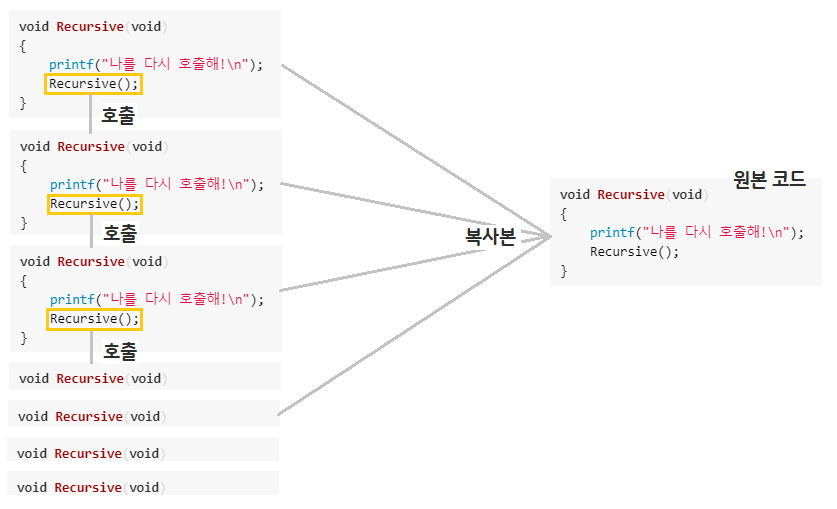 void Recursive(void)
{
printf("나를 다시 호출해!\n");
Recursive();
}
호출
void Recursive(void)
{
printf("나를 다시 호출해!\n");
Recursive();
}
호출
void Recursive(void)
{
printf("나를 다시 호출해!\n");
Recursive();
}
호출
void Recursive(void)
void Recursive(void)
void Recursive(void)
void Recursive(void)
복사본
원본 코드
void Recursive(void)
{
printf("나를 다시 호출해!\n");
Recursive();
}